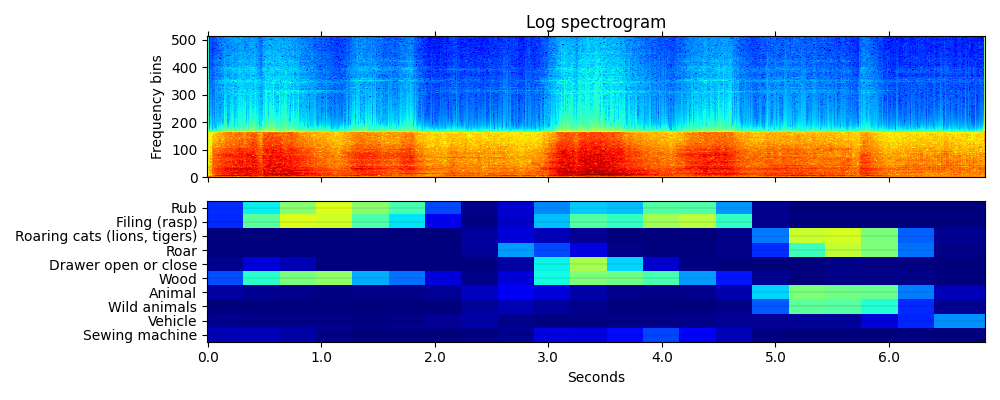 Log spectrogram
Frequency bins
500
400
300
200
100
0
Rub
Filing (rasp)
Roaring cats (lions, tigers)
Roar
Drawer open or close
Wood
Animal
Wild animals
Vehicle
Sewing machine
0.0 1.0 2.0 3.0 4.0 5.0 6.0
Seconds